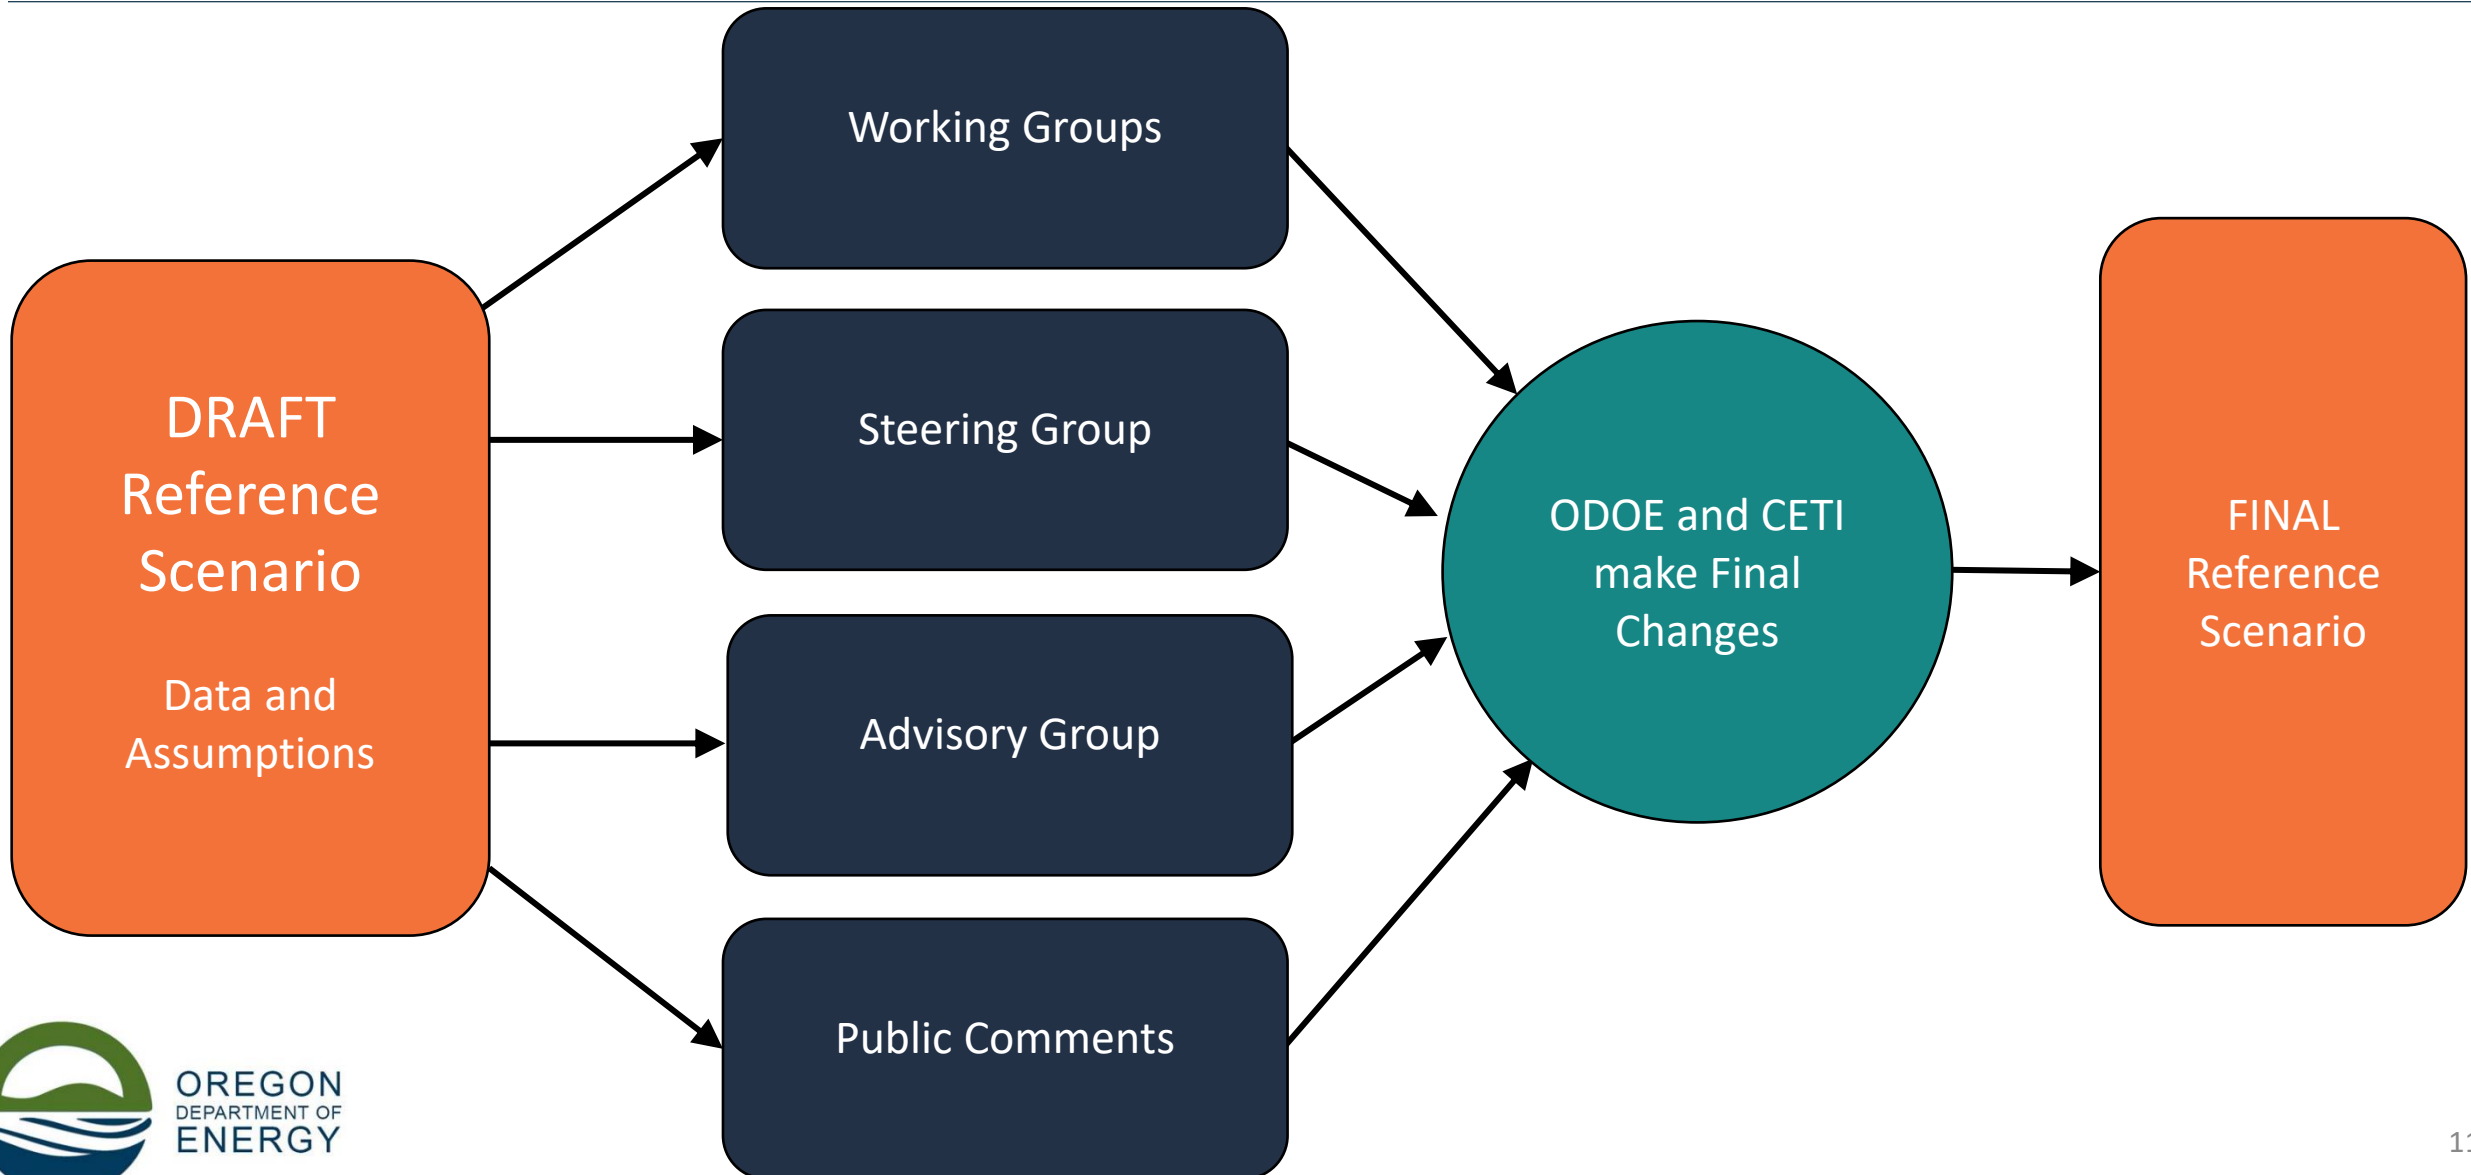 DRAFT
Reference
Scenario
Data and
Assumptions
Working Groups
Steering Group
Advisory Group
Public Comments
ODOE and CETI
make Final
Changes
FINAL
Reference
Scenario
OREGON
DEPARTMENT OF
ENERGY
11